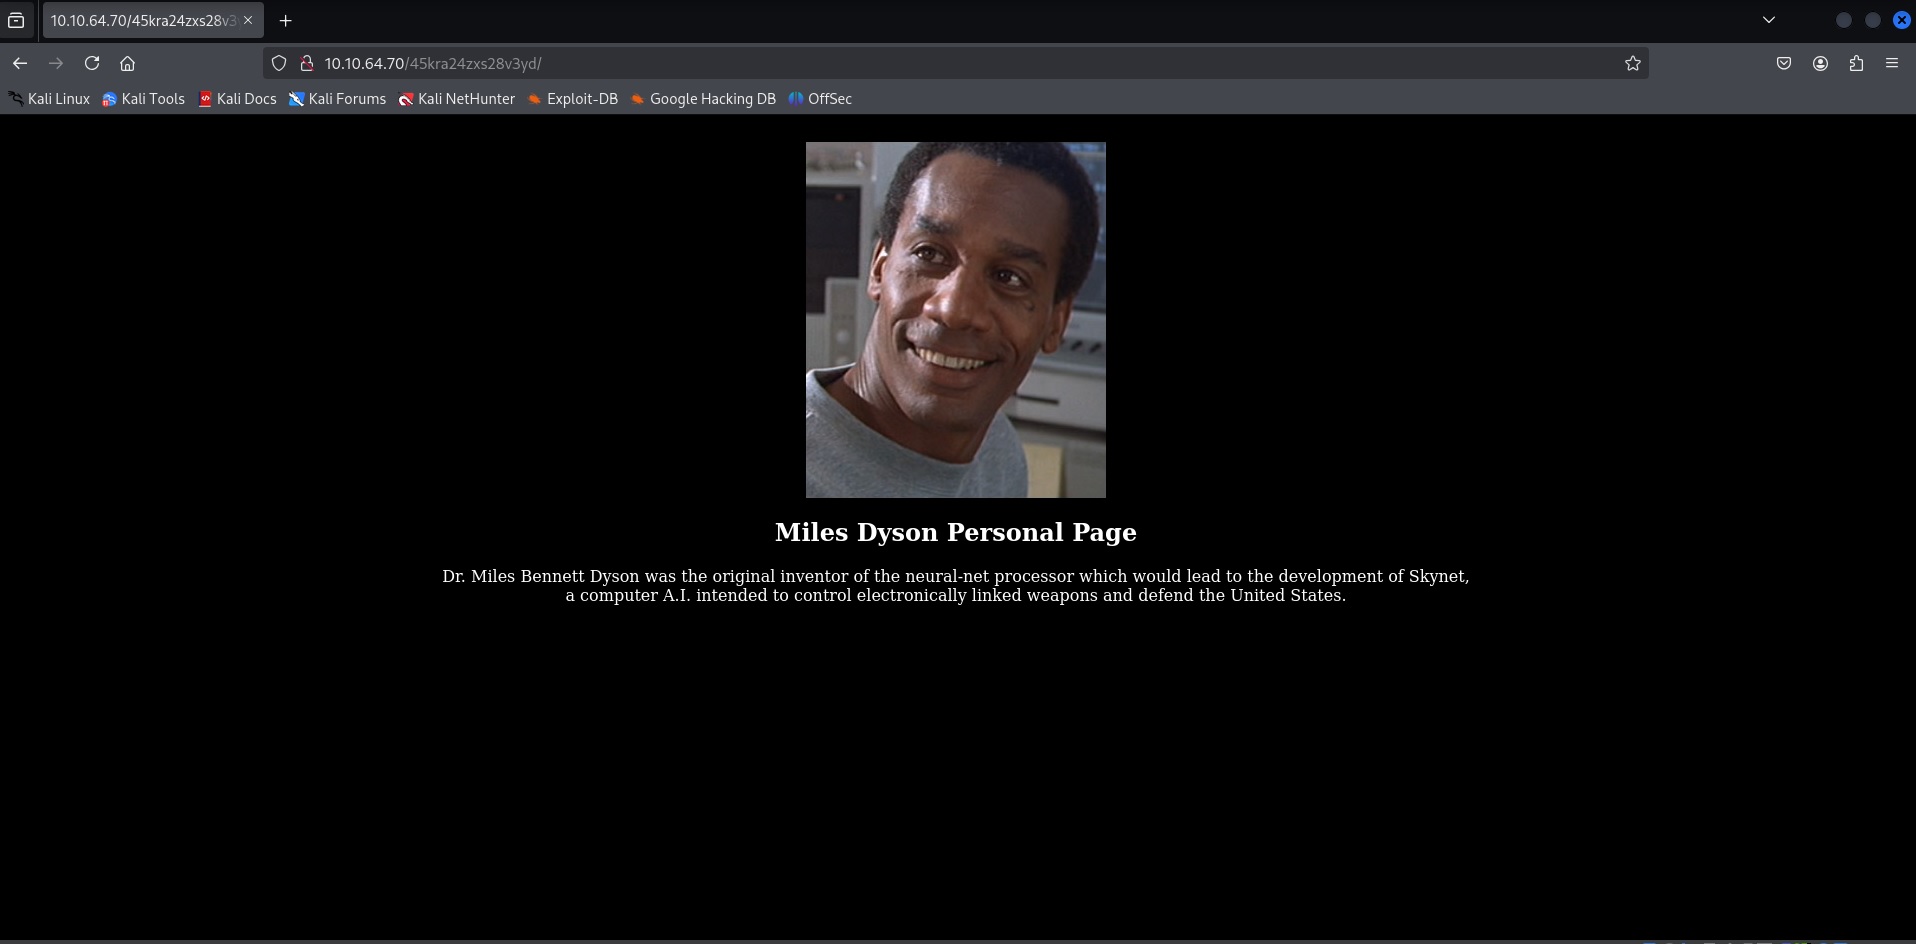 10.10.64.70/45kra24zxs28v3
10.10.64.70/45kra24zxs28v3yd/
Kali Linux Kali Tools Kali Docs Kali Forums Kali NetHunter Exploit-DB Google Hacking DB OffSec
Miles Dyson Personal Page
Dr. Miles Bennett Dyson was the original inventor of the neural-net processor which would lead to the development of Skynet,
a computer A.I. intended to control electronically linked weapons and defend the United States.